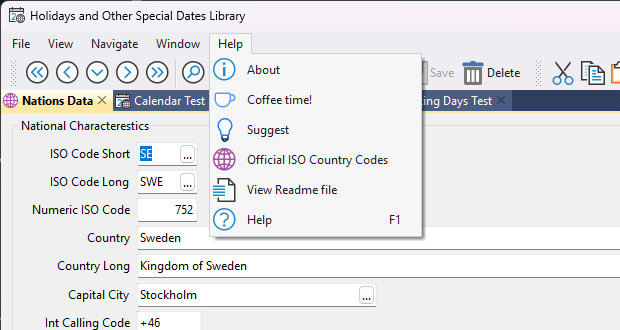 Holidays and Other Special Dates Library
File View Navigate Window Help
Save Delete
About
Coffee time!
Suggest
Official ISO Country Codes
View Readme file
Help F1
Nations Data Calendar Test ing Days Test
National Characterestics
ISO Code Short SE ...
ISO Code Long SWE ...
Numeric ISO Code 752
Country Sweden
Country Long Kingdom of Sweden
Capital City Stockholm ...
Int Calling Code +46